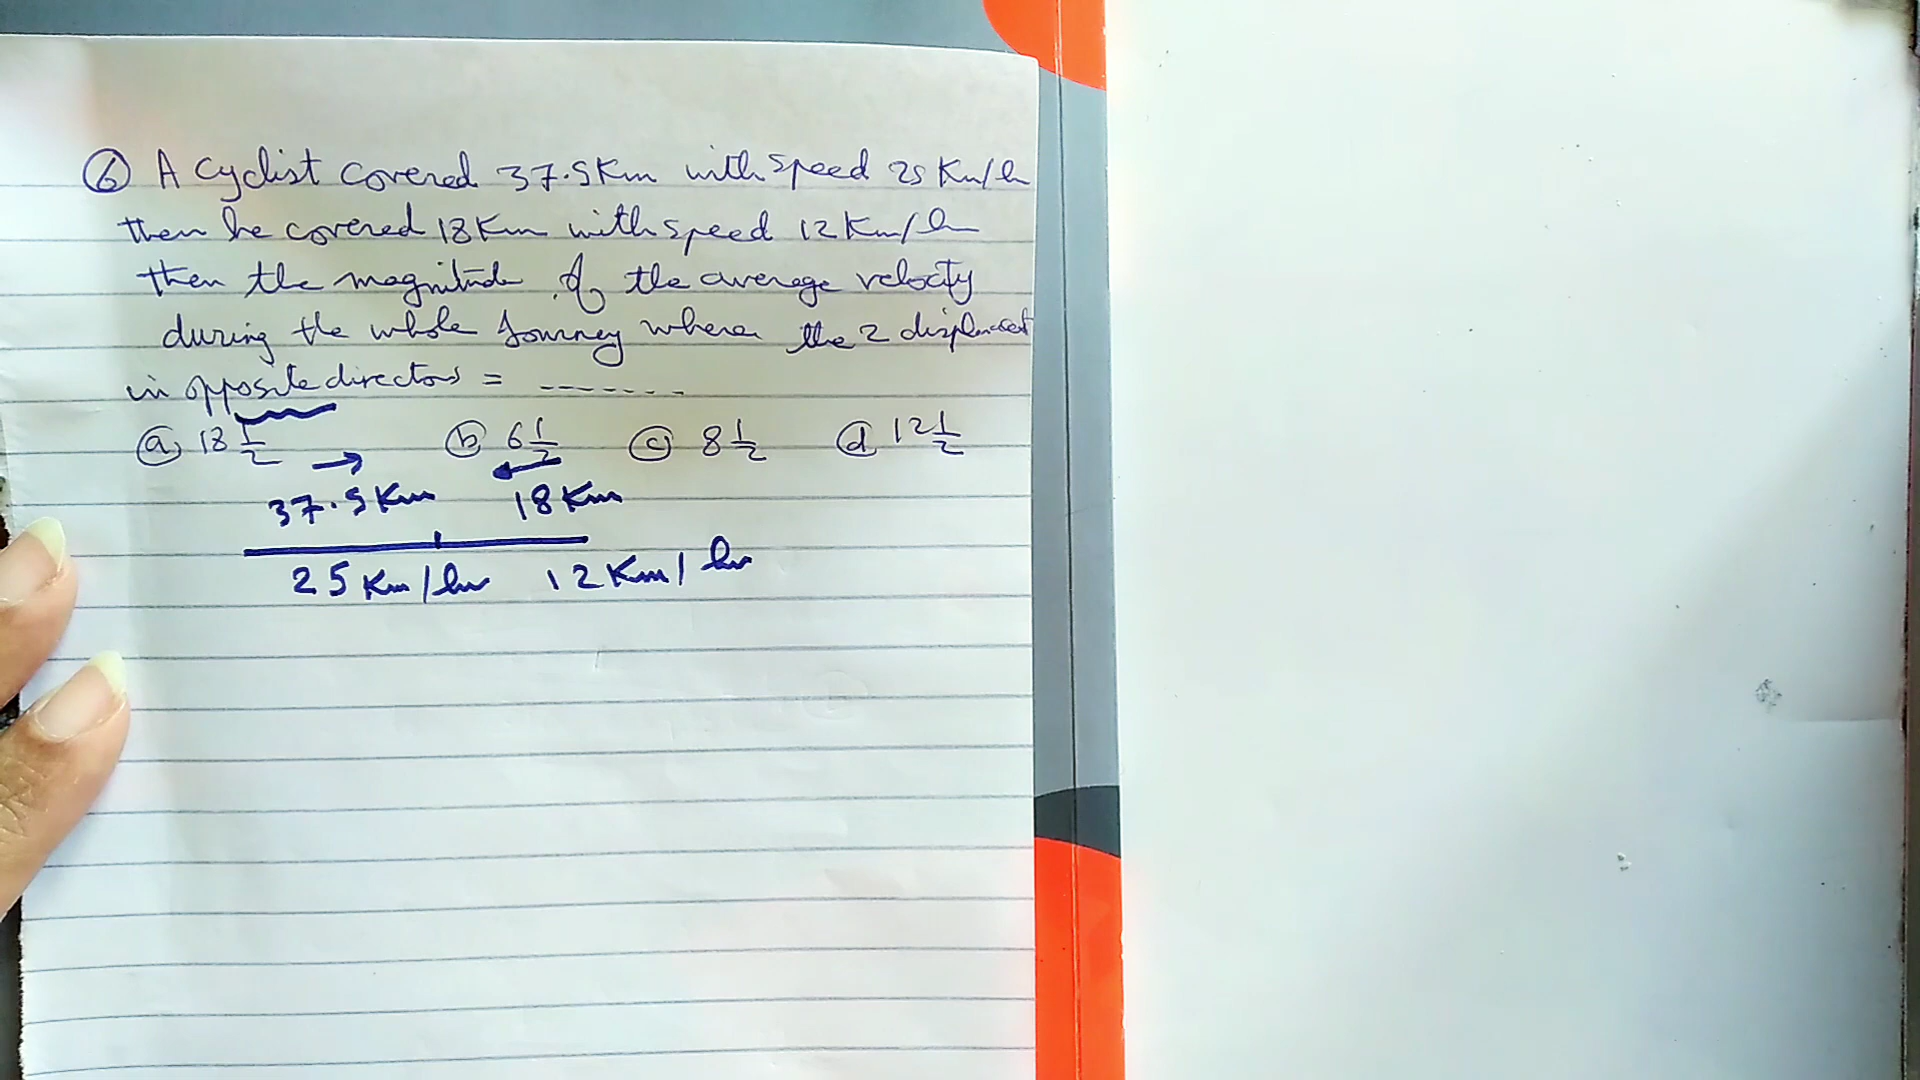 ⑥ A cyclist covered 37.5 Km with speed 25 Km/h
then he covered 18 Km with speed 12 Km/h
then the magnitude of the average velocity
during the whole Journey where the 2 displacement
in opposite directions = -------
ⓐ 18 1/2 ⓑ 6 1/2 ⓒ 8 1/2 ⓓ 12 1/2
37.5 Km 18 Km
25 Km/hr 12 Km/hr